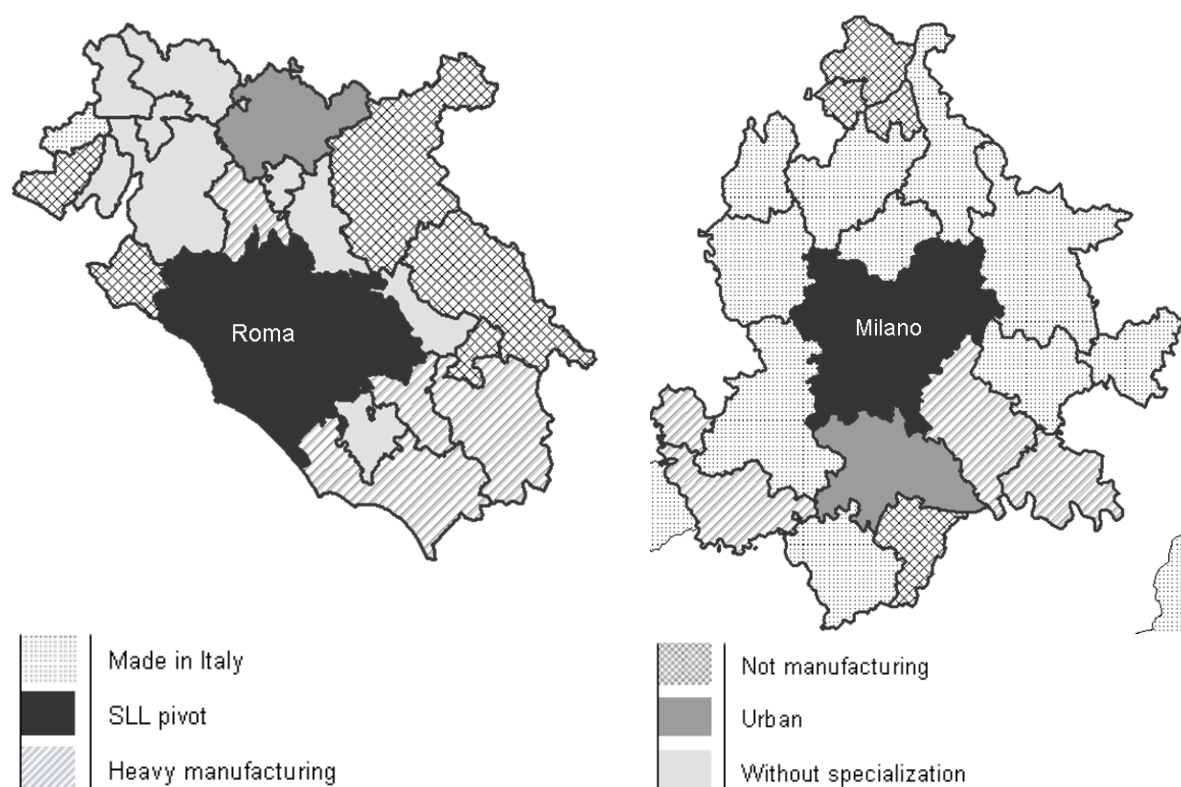 Roma
Milano
Made in Italy
SLL pivot
Heavy manufacturing
Not manufacturing
Urban
Without specialization